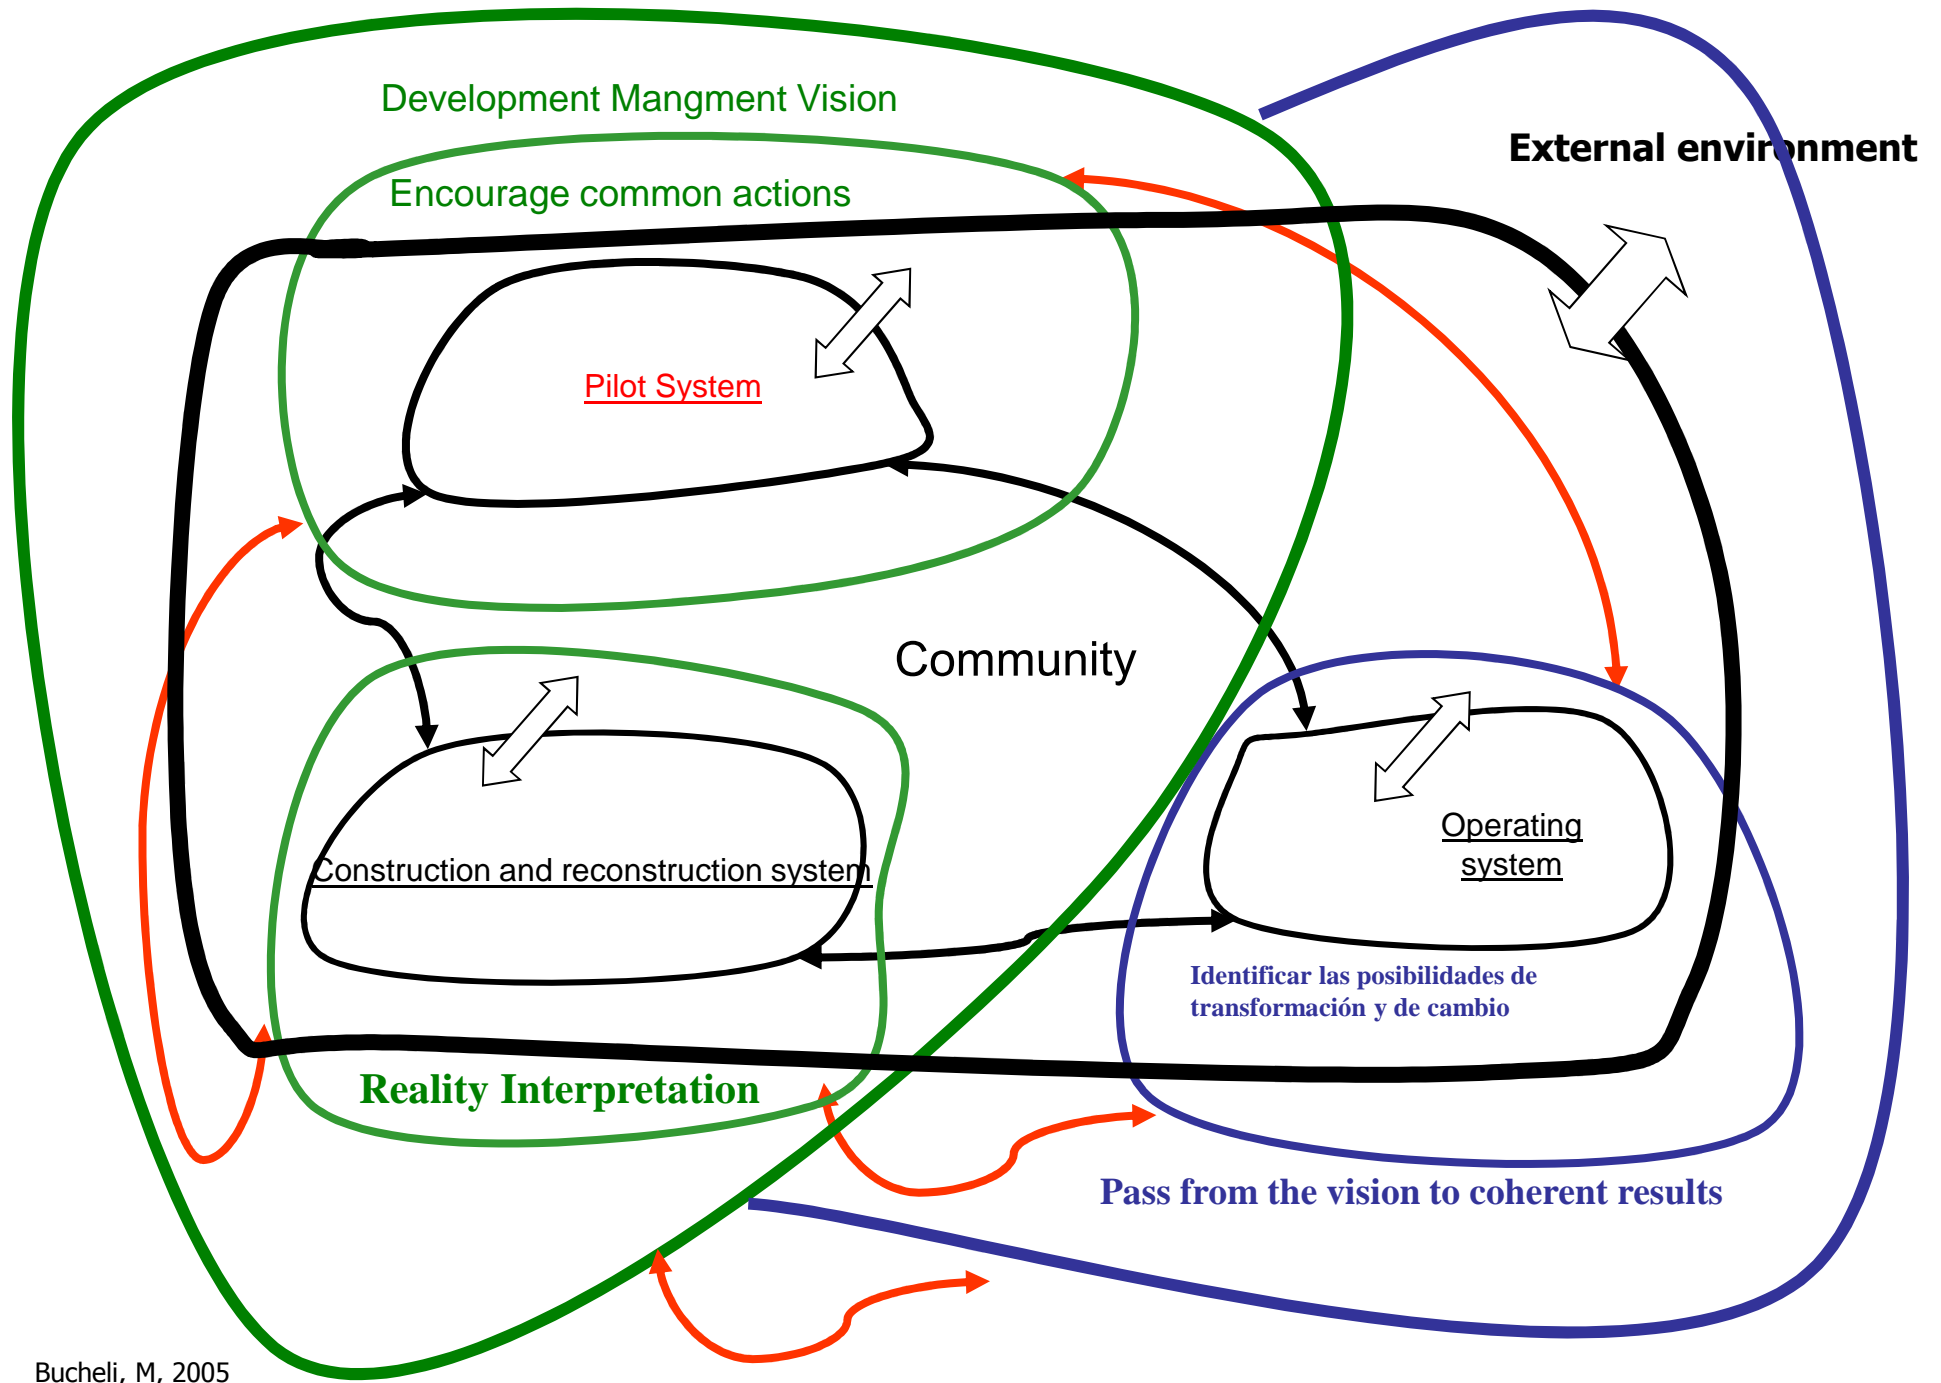 Development Mangment Vision
External environment
Encourage common actions
Pilot System
Community
Operating
system
Construction and reconstruction system
Identificar las posibilidades de
transformación y de cambio
Reality Interpretation
Pass from the vision to coherent results
Bucheli, M, 2005